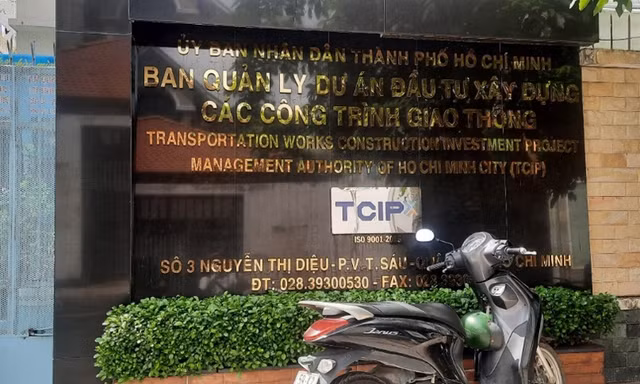 ỦY BAN NHÂN DÂN THÀNH PHỐ HỒ CHÍ MINH
BAN QUẢN LÝ DỰ ÁN ĐẦU TƯ XÂY DỰNG
CÁC CÔNG TRÌNH GIAO THÔNG
TRANSPORTATION WORKS CONSTRUCTION INVESTMENT PROJECT
MANAGEMENT AUTHORITY OF HO CHI MINH CITY (TCIP)
TCIP
ISO 9001
SỐ 3 NGUYỄN THỊ DIỆU - P.V.T.SÁU - CHÍ MINH
ĐT: 028.39300530 - FAX:
Janus